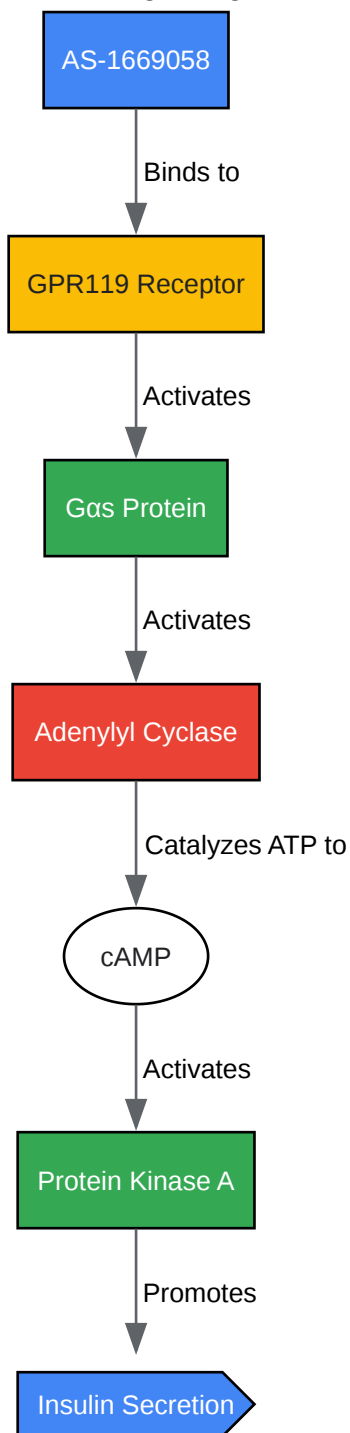 AS-1669058
Binds to
GPR119 Receptor
Activates
Gαs Protein
Activates
Adenylyl Cyclase
Catalyzes ATP to
cAMP
Activates
Protein Kinase A
Promotes
Insulin Secretion